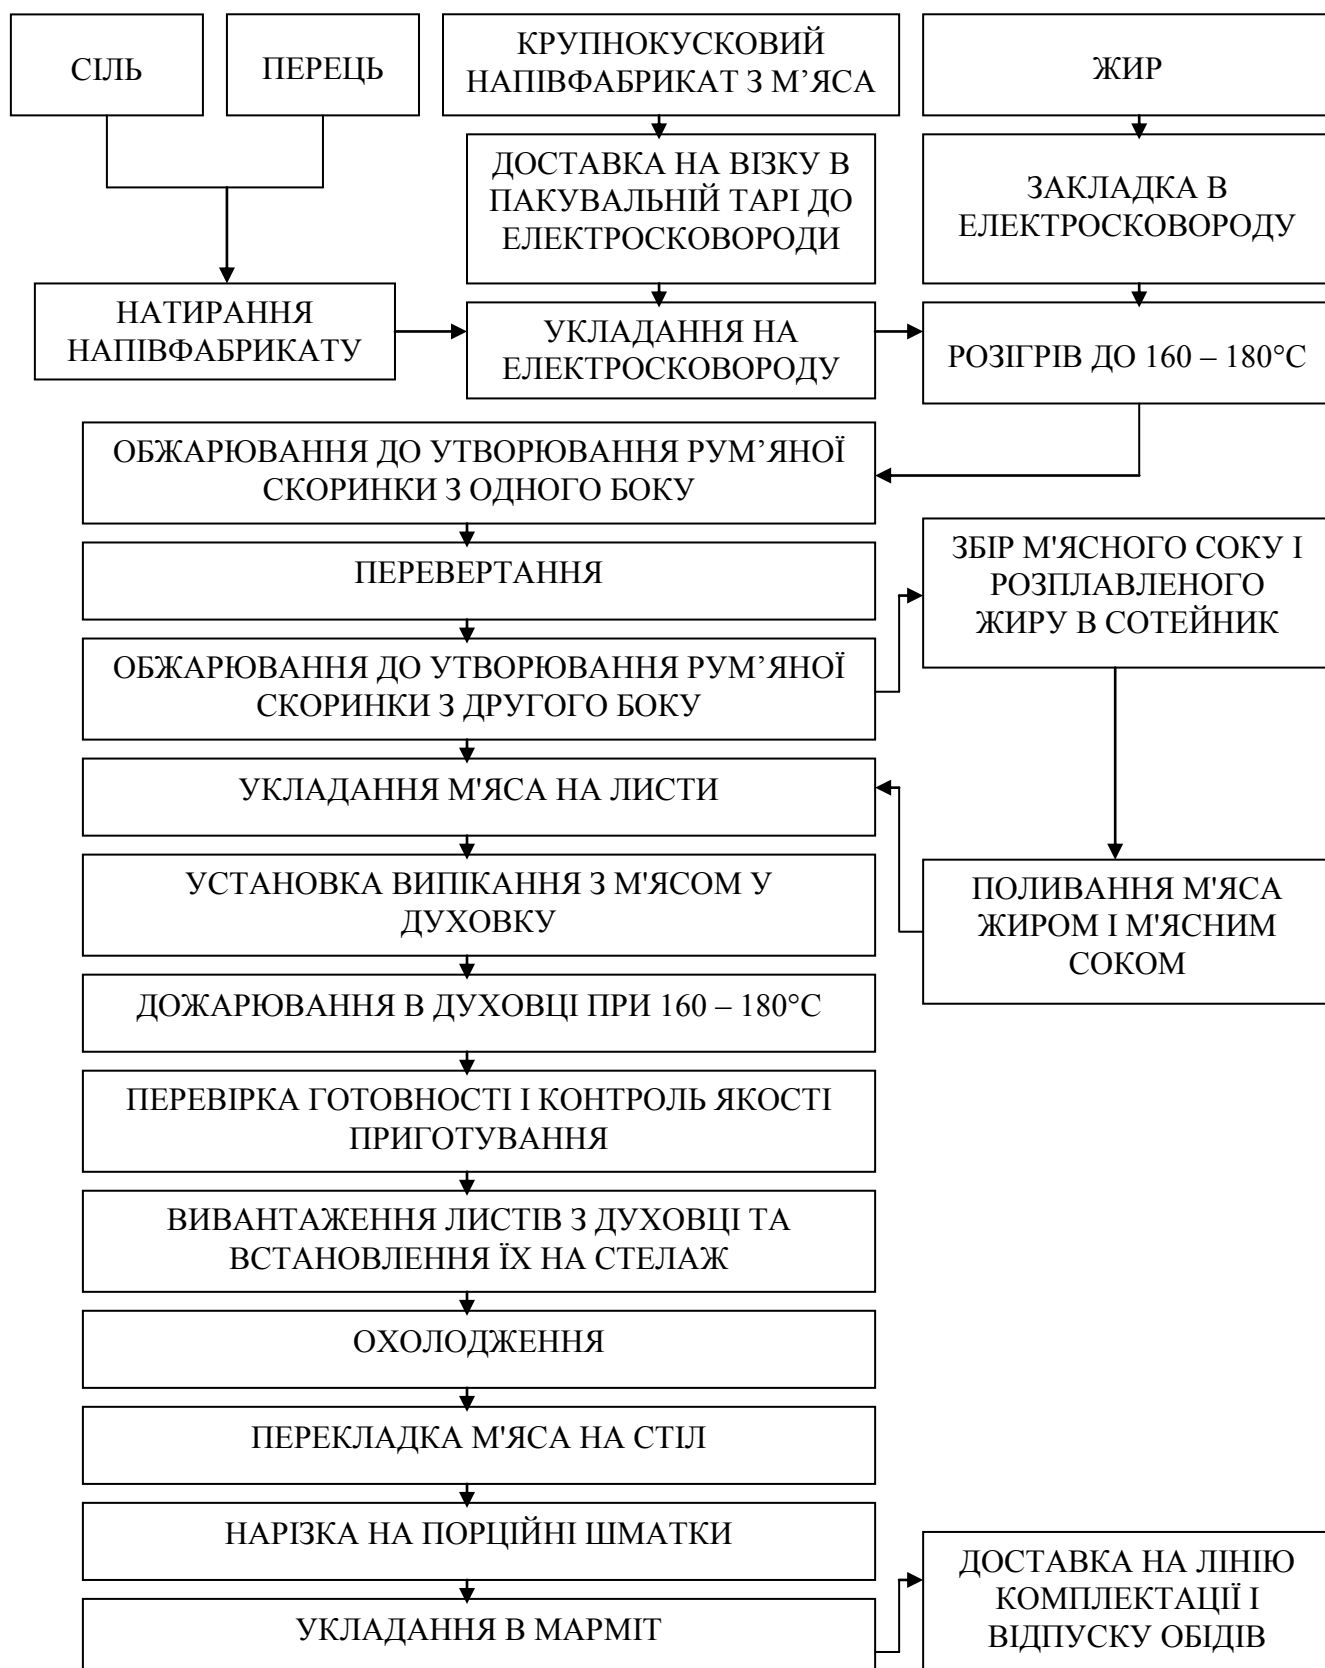 СІЛЬ
ПЕРЕЦЬ
КРУПНОКУСКОВИЙ
НАПІВФАБРИКАТ З М’ЯСА
ЖИР
ДОСТАВКА НА ВІЗКУ В
ПАКУВАЛЬНІЙ ТАРІ ДО
ЕЛЕКТРОСКОВОРОДИ
ЗАКЛАДКА В
ЕЛЕКТРОСКОВОРОДУ
НАТИРАННЯ
НАПІВФАБРИКАТУ
УКЛАДАННЯ НА
ЕЛЕКТРОСКОВОРОДУ
РОЗІГРІВ ДО 160 – 180°С
ОБЖАРЮВАННЯ ДО УТВОРЮВАННЯ РУМ’ЯНОЇ
СКОРИНКИ З ОДНОГО БОКУ
ПЕРЕВЕРТАННЯ
ЗБІР М'ЯСНОГО СОКУ І
РОЗПЛАВЛЕНОГО
ЖИРУ В СОТЕЙНИК
ОБЖАРЮВАННЯ ДО УТВОРЮВАННЯ РУМ’ЯНОЇ
СКОРИНКИ З ДРУГОГО БОКУ
УКЛАДАННЯ М'ЯСА НА ЛИСТИ
УСТАНОВКА ВИПІКАННЯ З М'ЯСОМ У
ДУХОВКУ
ПОЛИВАННЯ М'ЯСА
ЖИРОМ І М'ЯСНИМ
СОКОМ
ДОЖАРЮВАННЯ В ДУХОВЦІ ПРИ 160 – 180°С
ПЕРЕВІРКА ГОТОВНОСТІ І КОНТРОЛЬ ЯКОСТІ
ПРИГОТУВАННЯ
ВИВАНТАЖЕННЯ ЛИСТІВ З ДУХОВЦІ ТА
ВСТАНОВЛЕННЯ ЇХ НА СТЕЛАЖ
ОХОЛОДЖЕННЯ
ПЕРЕКЛАДКА М'ЯСА НА СТІЛ
НАРІЗКА НА ПОРЦІЙНІ ШМАТКИ
УКЛАДАННЯ В МАРМІТ
ДОСТАВКА НА ЛІНІЮ
КОМПЛЕКТАЦІЇ І
ВІДПУСКУ ОБІДІВ